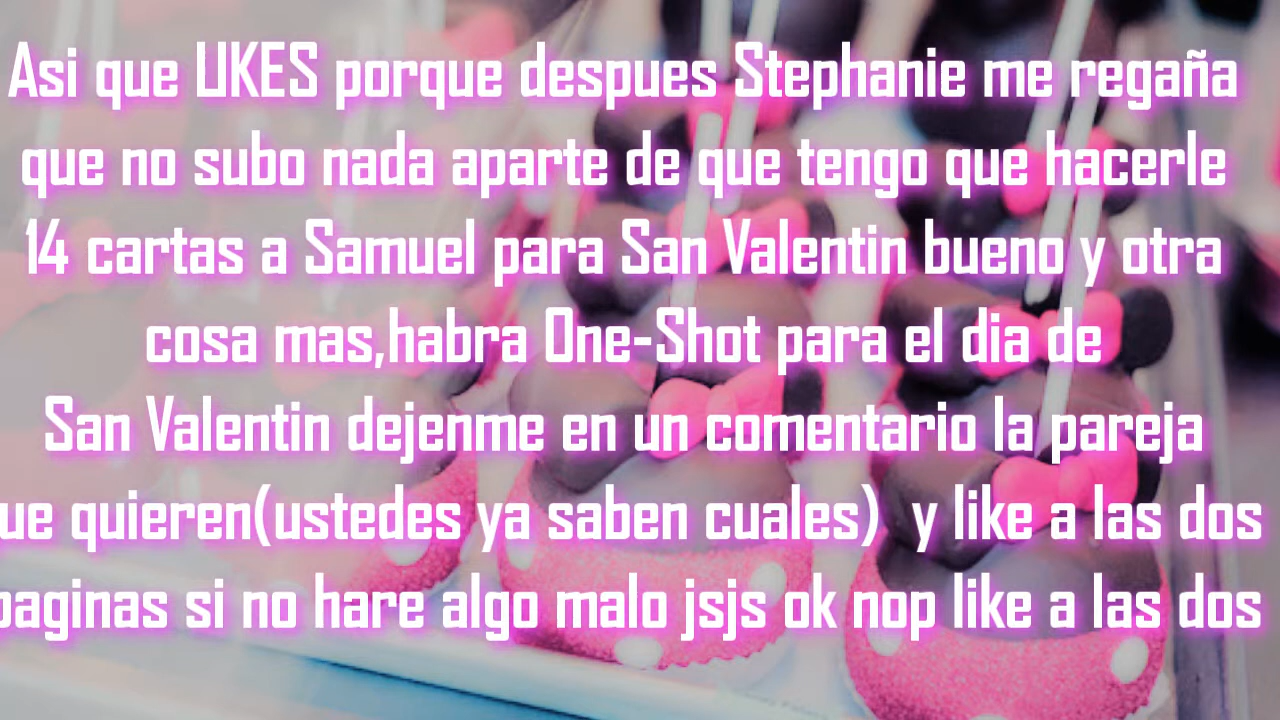 Asi que LIKES porque despues Stephanie me regaña
que no subo nada aparte de que tengo que hacerle
14 cartas a Samuel para San Valentin bueno y otra
cosa mas,habra One-Shot para el dia de
San Valentin dejenme en un comentario la pareja
ue quieren(ustedes ya saben cuales) y like a las dos
paginas si no hare algo malo jsjs ok nop like a las dos